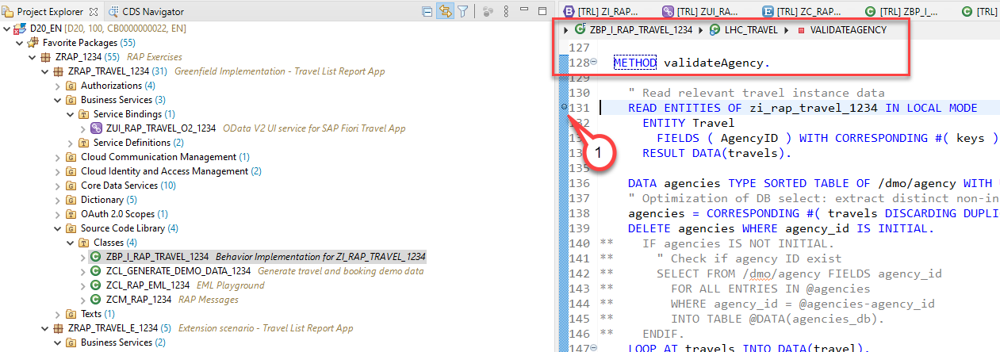 Project Explorer
CDS Navigator
D20_EN [D20, 100, CB0000000022, EN]
Favorite Packages (55)
ZRAP_1234 (55) RAP Exercises
ZRAP_TRAVEL_1234 (31) Greenfield Implementation - Travel List Report App
Authorizations (4)
Business Services (3)
Service Bindings (1)
ZUI_RAP_TRAVEL_O2_1234 OData V2 UI service for SAP Fiori Travel App
Service Definitions (2)
Cloud Communication Management (1)
Cloud Identity and Access Management (2)
Core Data Services (10)
Dictionary (5)
OAuth 2.0 Scopes (1)
Source Code Library (4)
Classes (4)
ZBP_I_RAP_TRAVEL_1234 Behavior Implementation for ZI_RAP_TRAVEL_1234
ZCL_GENERATE_DEMO_DATA_1234 Generate travel and booking demo data
ZCL_RAP_EML_1234 EML Playground
ZCM_RAP_1234 RAP Messages
Texts (1)
ZRAP_TRAVEL_E_1234 (5) Extension scenario - Travel List Report App
Business Services (2)
[TRL] ZI_RAP...
[TRL] ZUI_RA...
[TRL] ZC_RAP...
[TRL] ZBP_I_...
[TRL]
ZBP_I_RAP_TRAVEL_1234 LHC_TRAVEL VALIDATEAGENCY
127
128 METHOD validateAgency.
129
130 " Read relevant travel instance data
131 READ ENTITIES OF zi_rap_travel_1234 IN LOCAL MODE
132 ENTITY Travel
FIELDS ( AgencyID ) WITH CORRESPONDING #( keys )
RESULT DATA(travels).
1
135
136 DATA agencies TYPE SORTED TABLE OF /dmo/agency WITH
137 " Optimization of DB select: extract distinct non-in
138 agencies = CORRESPONDING #( travels DISCARDING DUPLI
139 DELETE agencies WHERE agency_id IS INITIAL.
140 ** IF agencies IS NOT INITIAL.
141 ** " Check if agency ID exist
142 ** SELECT FROM /dmo/agency FIELDS agency_id
143 ** FOR ALL ENTRIES IN @agencies
144 ** WHERE agency_id = @agencies-agency_id
145 ** INTO TABLE @DATA(agencies_db).
146 ** ENDIF.
147 LOOP AT travels INTO DATA(travel).